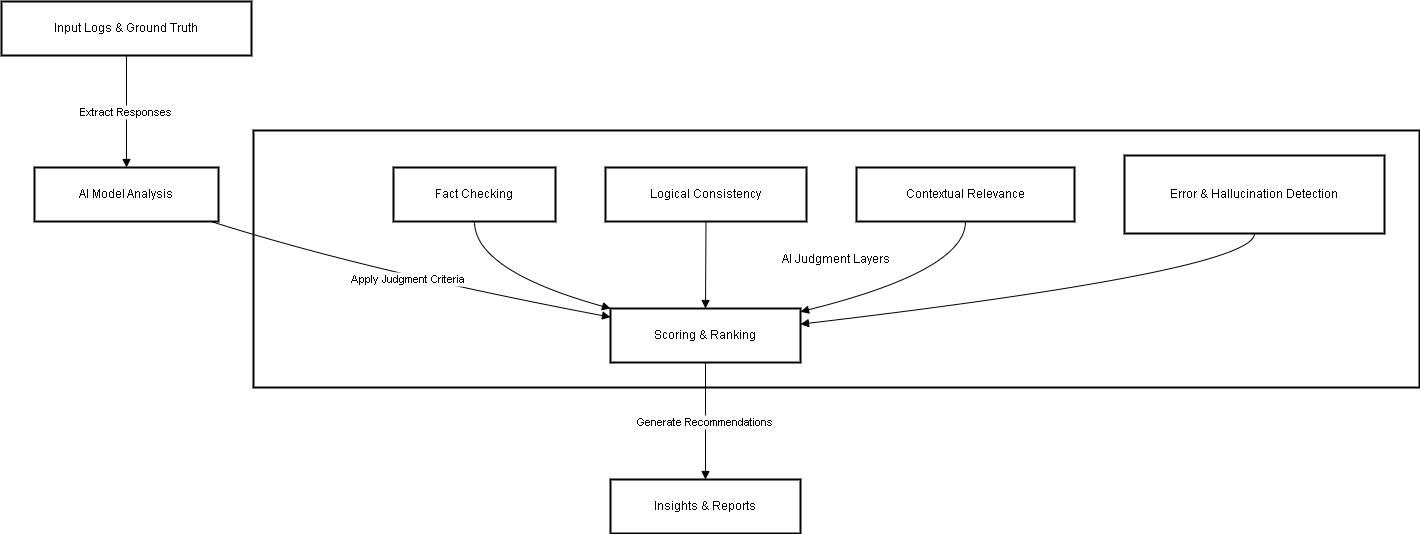 Input Logs & Ground Truth
Extract Responses
AI Model Analysis
Fact Checking
Logical Consistency
Contextual Relevance
Error & Hallucination Detection
AI Judgment Layers
Apply Judgment Criteria
Scoring & Ranking
Generate Recommendations
Insights & Reports